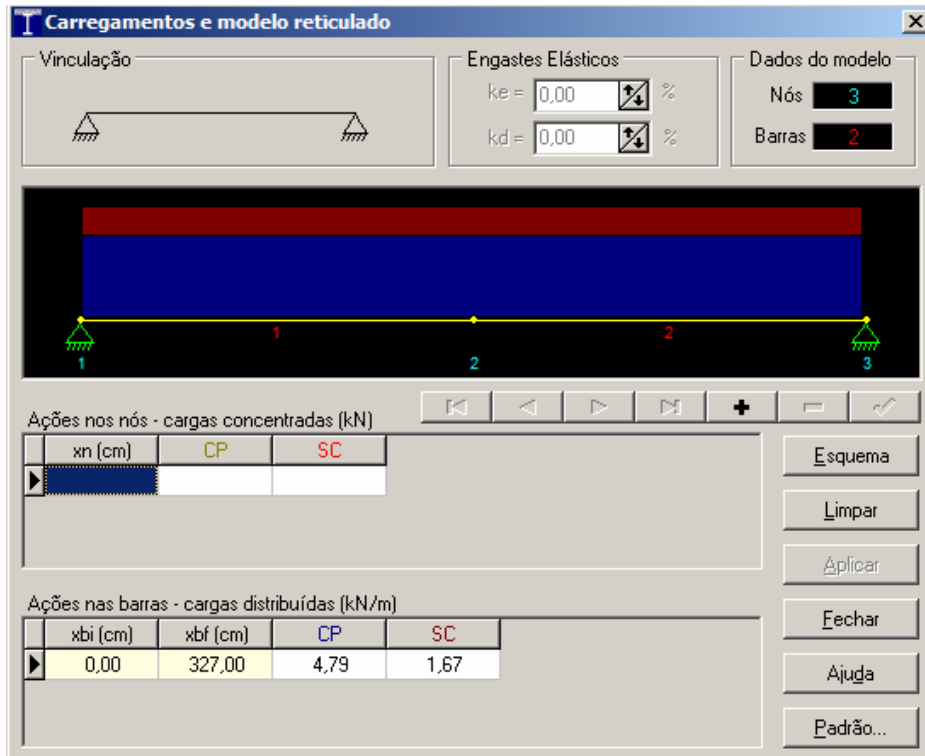 Carregamentos e modelo reticulado
Vinculação
Engastes Elásticos
ke = 0,00 %
kd = 0,00 %
Dados do modelo
Nós 3
Barras 2
1 2
1 2 3
Ações nos nós - cargas concentradas (kN)
xn (cm) CP SC
Ações nas barras - cargas distribuídas (kN/m)
xbi (cm) xbf (cm) CP SC
0,00 327,00 4,79 1,67
Esquema
Limpar
Aplicar
Fechar
Ajuda
Padrão...